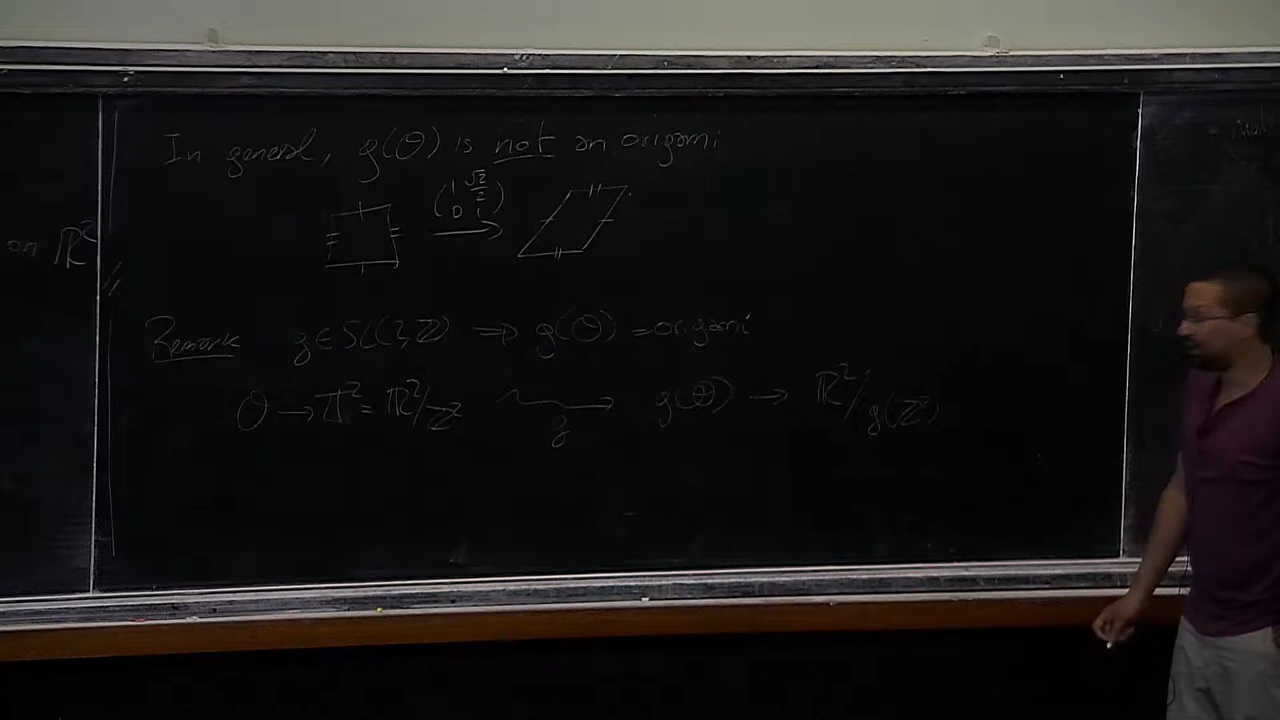 on ℝ²
In general, g(O) is not an origami
(1 √2/2
0 1)
Remark g ∈ SL(2,ℤ) ⇒ g(O) = origami
O → 𝕋² = ℝ²/ℤ² ⟿ g g(O) → ℝ²/g(ℤ²)